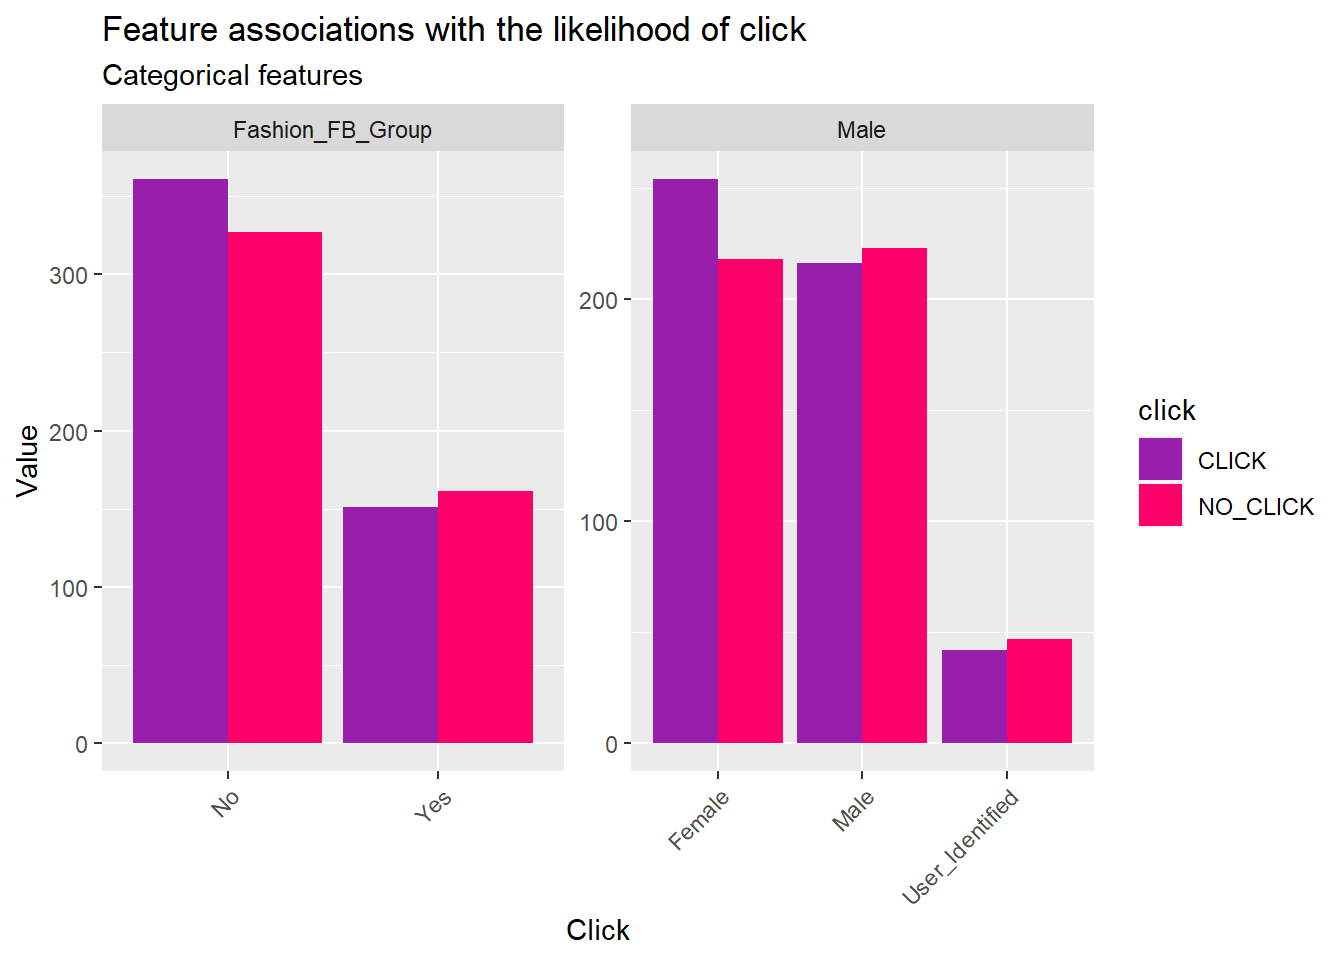 Feature associations with the likelihood of click
Categorical features
Fashion_FB_Group
Male
Value
300
200
100
0
200
100
0
No
Yes
Female
Male
User_Identified
Click
click
CLICK
NO_CLICK